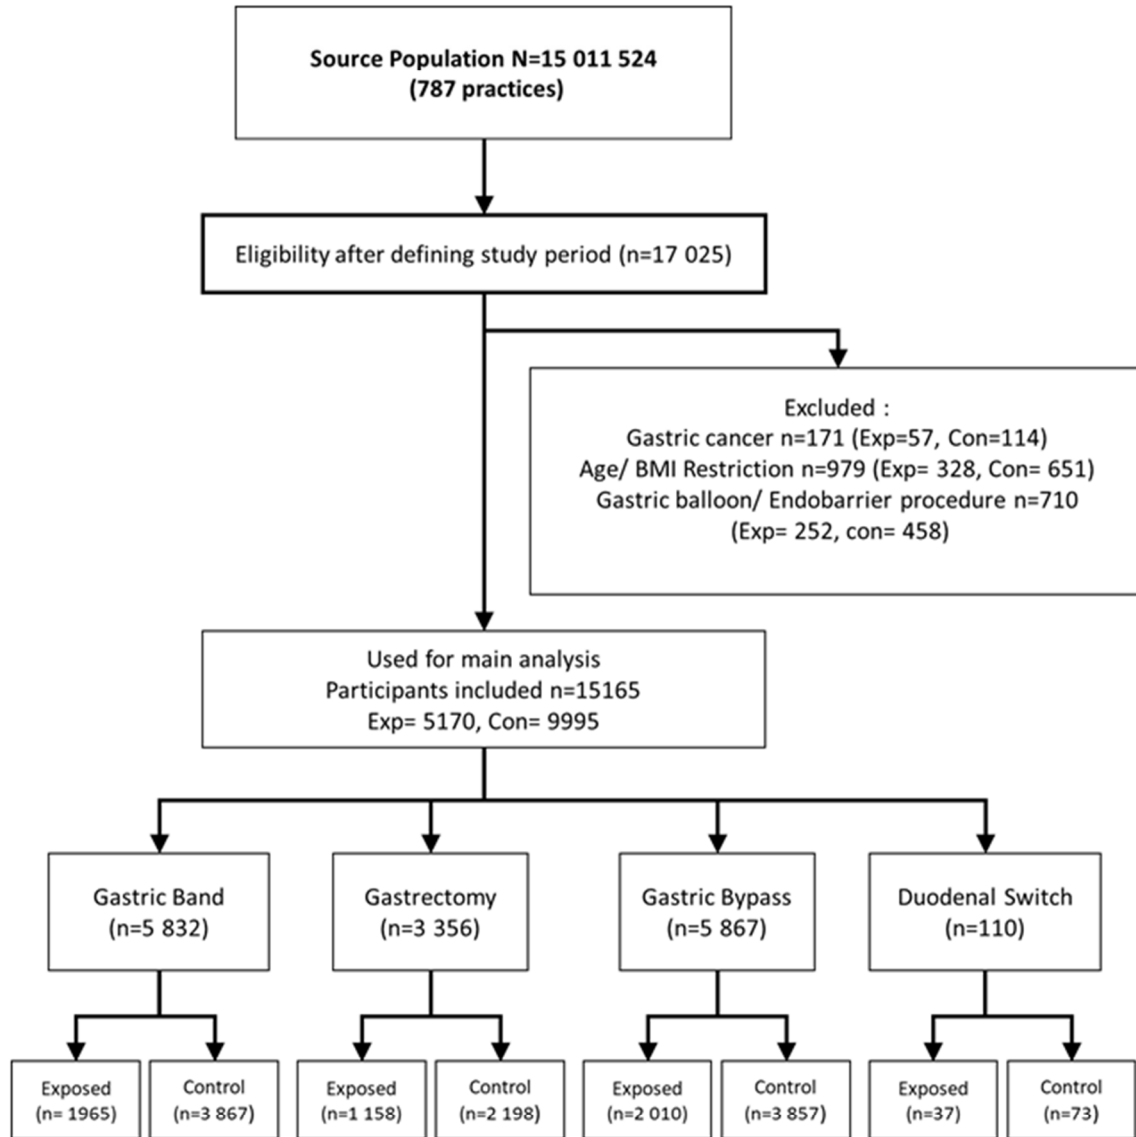 Source Population N=15 011 524
(787 practices)
Eligibility after defining study period (n=17 025)
Excluded :
Gastric cancer n=171 (Exp=57, Con=114)
Age/ BMI Restriction n=979 (Exp= 328, Con= 651)
Gastric balloon/ Endobarrier procedure n=710
(Exp= 252, con= 458)
Used for main analysis
Participants included n=15165
Exp= 5170, Con= 9995
Gastric Band
(n=5 832)
Gastrectomy
(n=3 356)
Gastric Bypass
(n=5 867)
Duodenal Switch
(n=110)
Exposed
(n= 1965)
Control
(n=3 867)
Exposed
(n=1 158)
Control
(n=2 198)
Exposed
(n=2 010)
Control
(n=3 857)
Exposed
(n=37)
Control
(n=73)